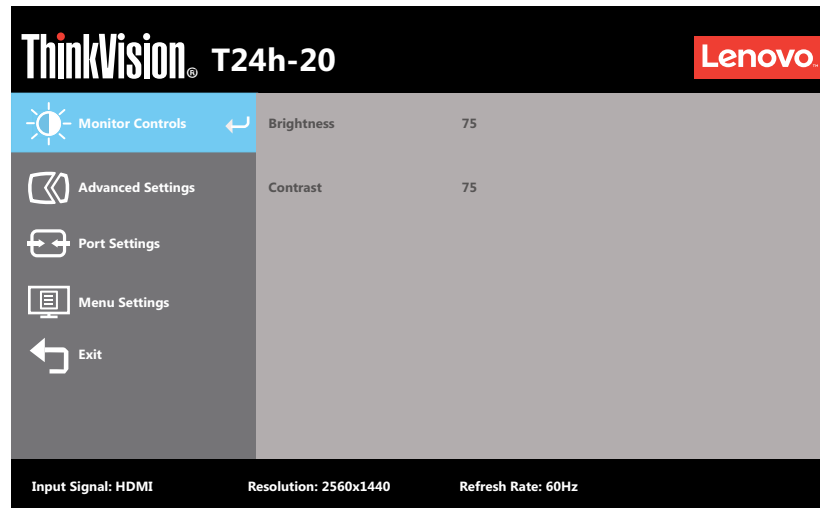 ThinkVision® T24h-20
Lenovo™
Monitor Controls
Brightness 75
Advanced Settings
Contrast 75
Port Settings
Menu Settings
Exit
Input Signal: HDMI Resolution: 2560x1440 Refresh Rate: 60Hz